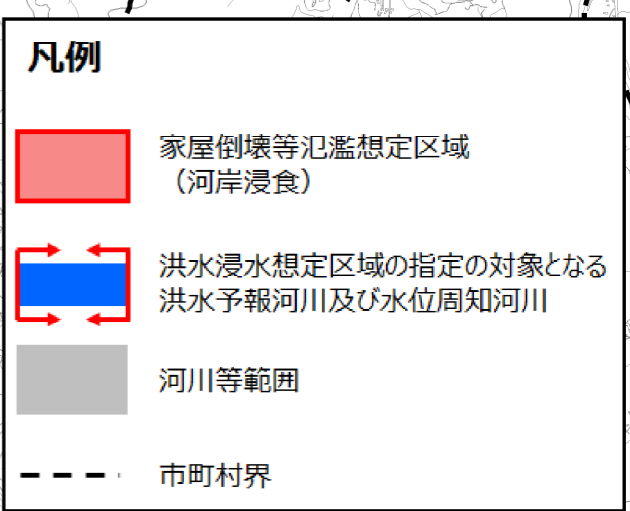 凡例
家屋倒壊等氾濫想定区域
（河岸浸食）
洪水浸水想定区域の指定の対象となる
洪水予報河川及び水位周知河川
河川等範囲
市町村界